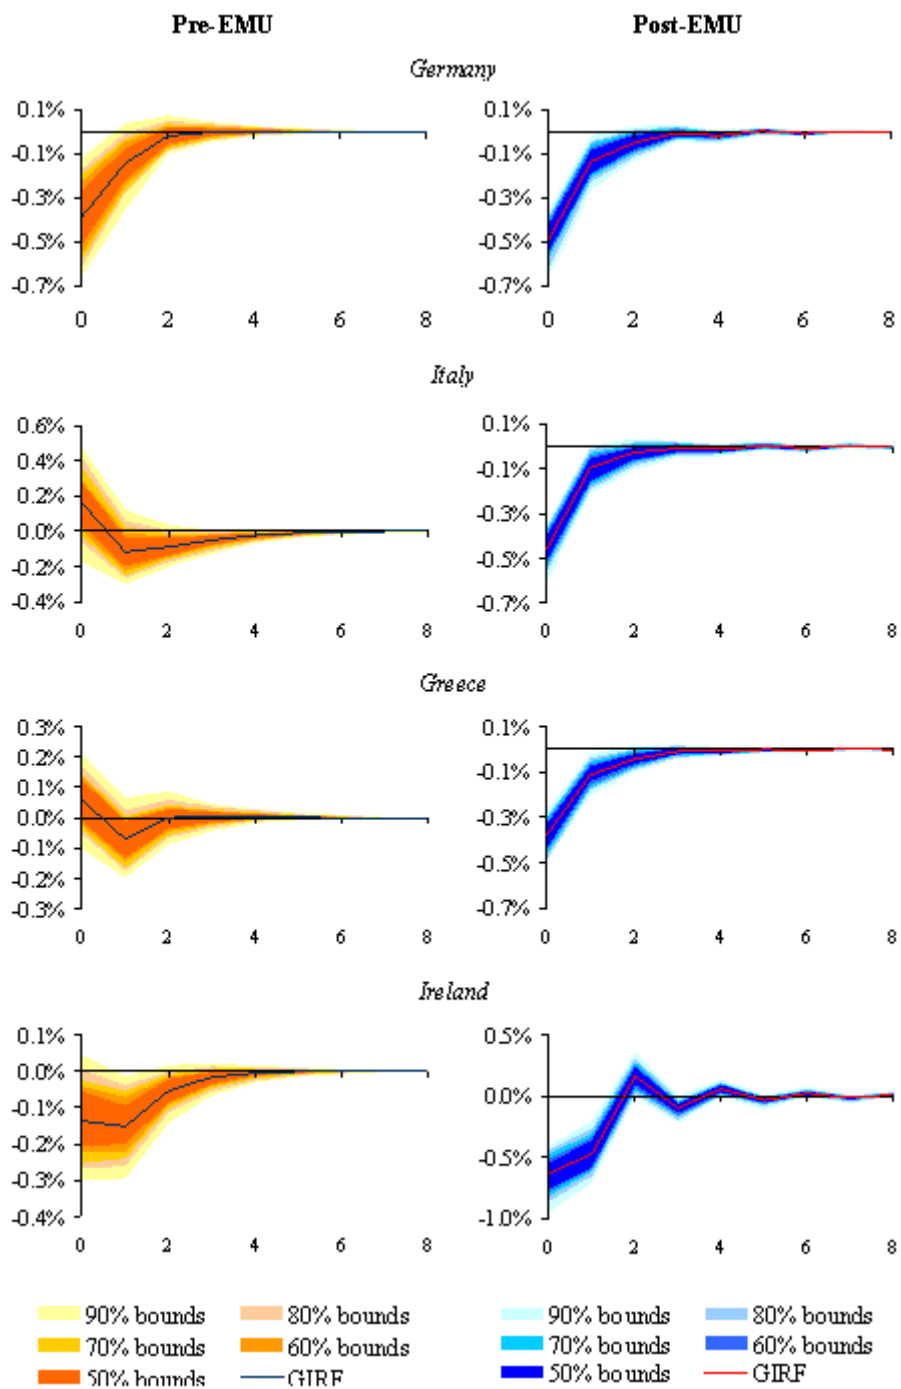 Pre-EMU Post-EMU
Germany
0.1% 0.1%
-0.1% -0.1%
-0.3% -0.3%
-0.5% -0.5%
-0.7% -0.7%
0 2 4 6 8 0 2 4 6 8
Italy
0.6% 0.1%
0.4%
0.2% -0.1%
0.0% -0.3%
-0.2% -0.5%
-0.4% -0.7%
0 2 4 6 8 0 2 4 6 8
Greece
0.3% 0.1%
0.2%
0.1% -0.1%
0.0%
-0.1% -0.3%
-0.2% -0.5%
-0.3% -0.7%
0 2 4 6 8 0 2 4 6 8
Ireland
0.1% 0.5%
0.0% 0.0%
-0.1%
-0.2% -0.5%
-0.3%
-0.4% -1.0%
0 2 4 6 8 0 2 4 6 8
90% bounds 80% bounds 90% bounds 80% bounds
70% bounds 60% bounds 70% bounds 60% bounds
50% bounds GIRF 50% bounds GIRF